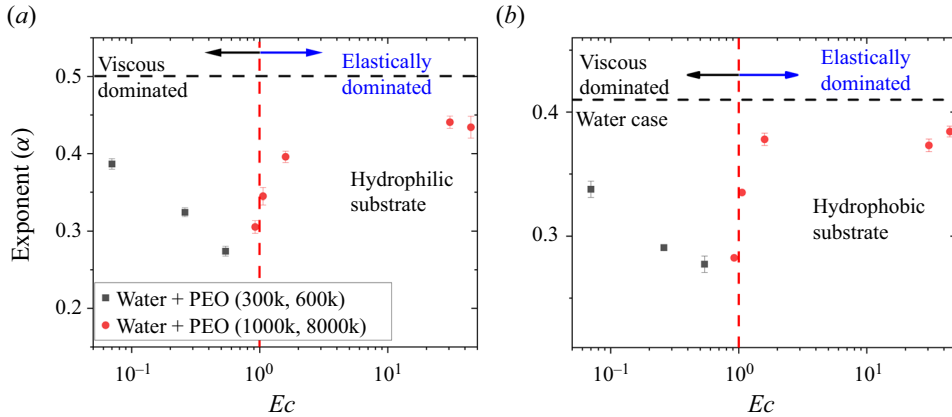 (a)
Exponent (α)
0.5
0.4
0.3
0.2
Viscous
dominated
Elastically
dominated
Hydrophilic
substrate
Water + PEO (300k, 600k)
Water + PEO (1000k, 8000k)
10⁻¹
10⁰
10¹
Ec
(b)
0.4
0.3
Viscous
dominated
Elastically
dominated
Water case
Hydrophobic
substrate
10⁻¹
10⁰
10¹
Ec